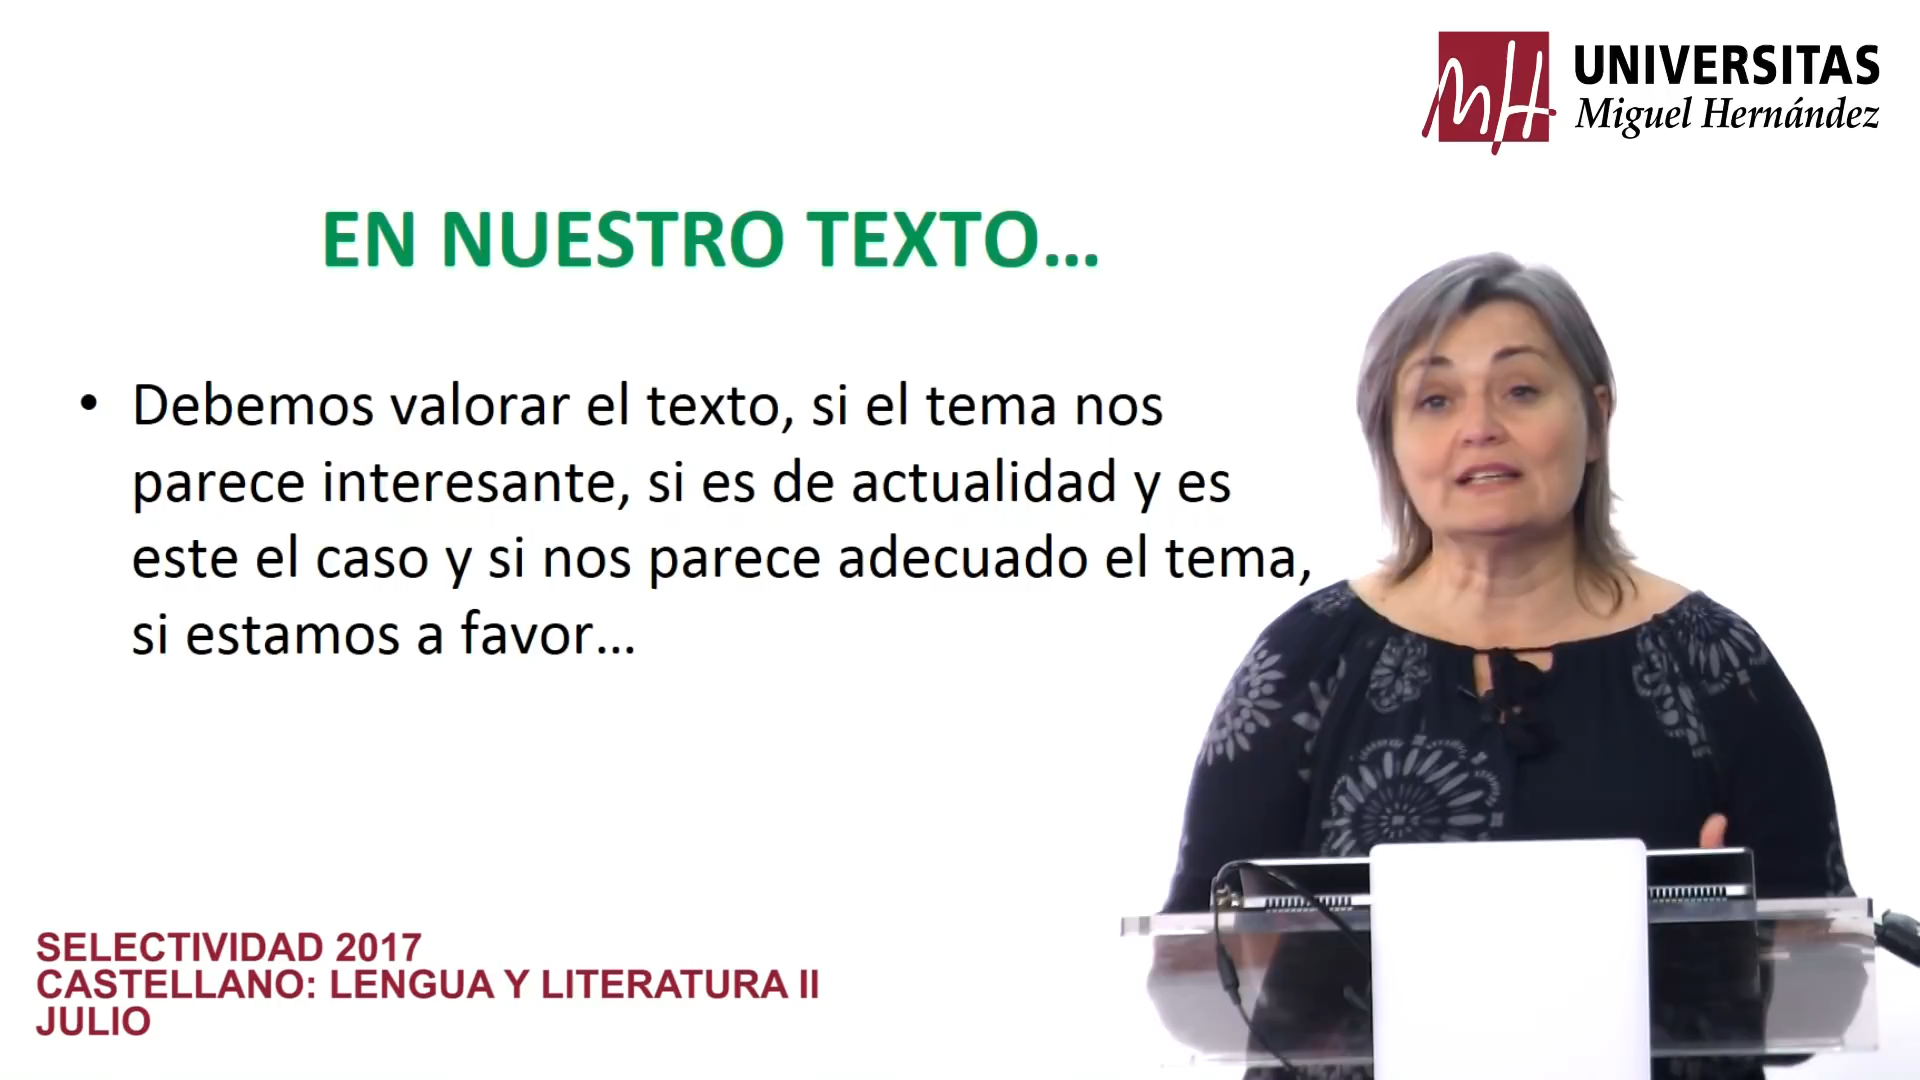 UNIVERSITAS
Miguel Hernández
EN NUESTRO TEXTO...
• Debemos valorar el texto, si el tema nos
parece interesante, si es de actualidad y es
este el caso y si nos parece adecuado el tema,
si estamos a favor...
SELECTIVIDAD 2017
CASTELLANO: LENGUA Y LITERATURA II
JULIO